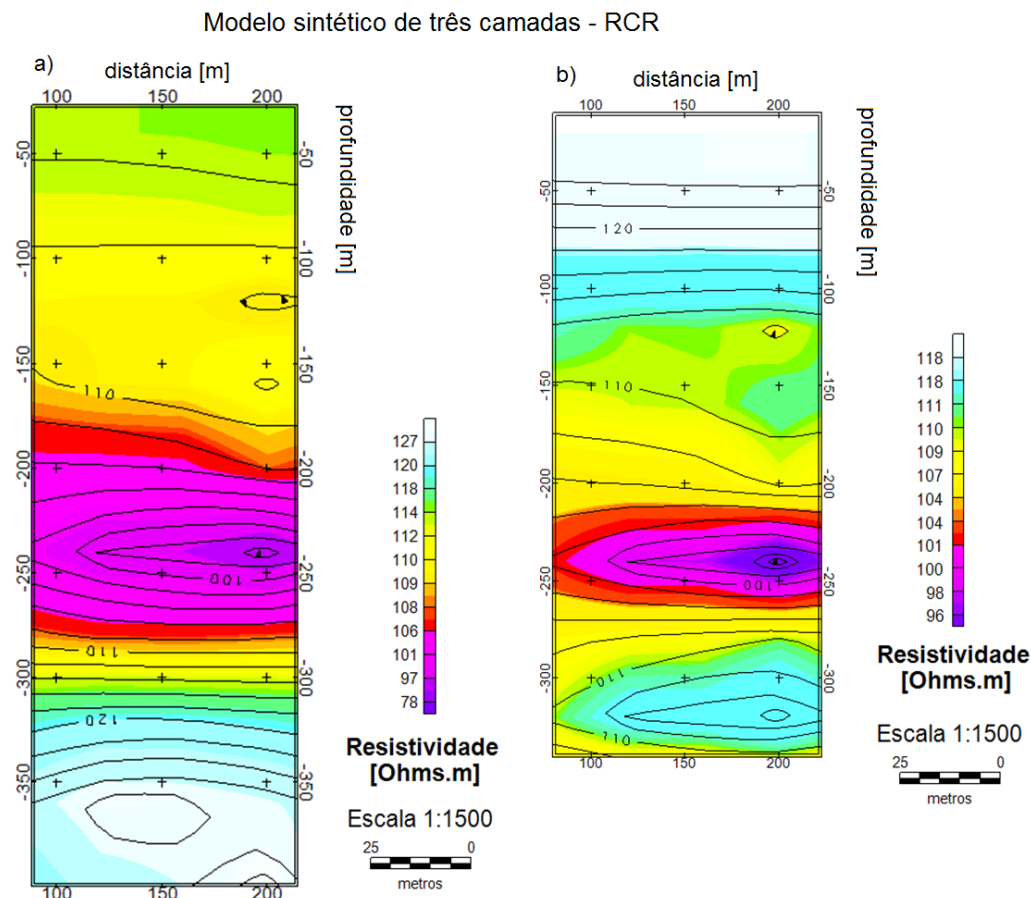 Modelo sintético de três camadas - RCR
a)
distância [m]
100 150 200
profundidade [m]
-50 -50
-100 -100
-150 -150
110
-200 -200
-250 -250
100
110
-300 -300
120
-350 -350
100 150 200
127
120
118
114
112
110
109
108
106
101
97
78
Resistividade
[Ohms.m]
Escala 1:1500
25 0
metros
b)
distância [m]
100 150 200
profundidade [m]
-50 -50
120
-100 -100
-150 -150
110
-200 -200
-250 -250
100
110
-300 -300
110
100 150 200
118
118
111
110
109
107
104
104
101
100
98
96
Resistividade
[Ohms.m]
Escala 1:1500
25 0
metros